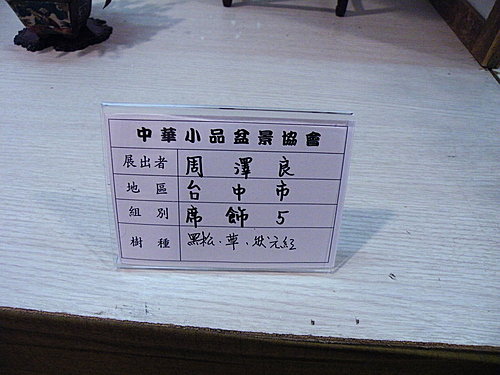 中華小品盆景協會
展出者 周澤良
地區 台中市
組別 席飾5
樹種 黑松、草、狀元紅